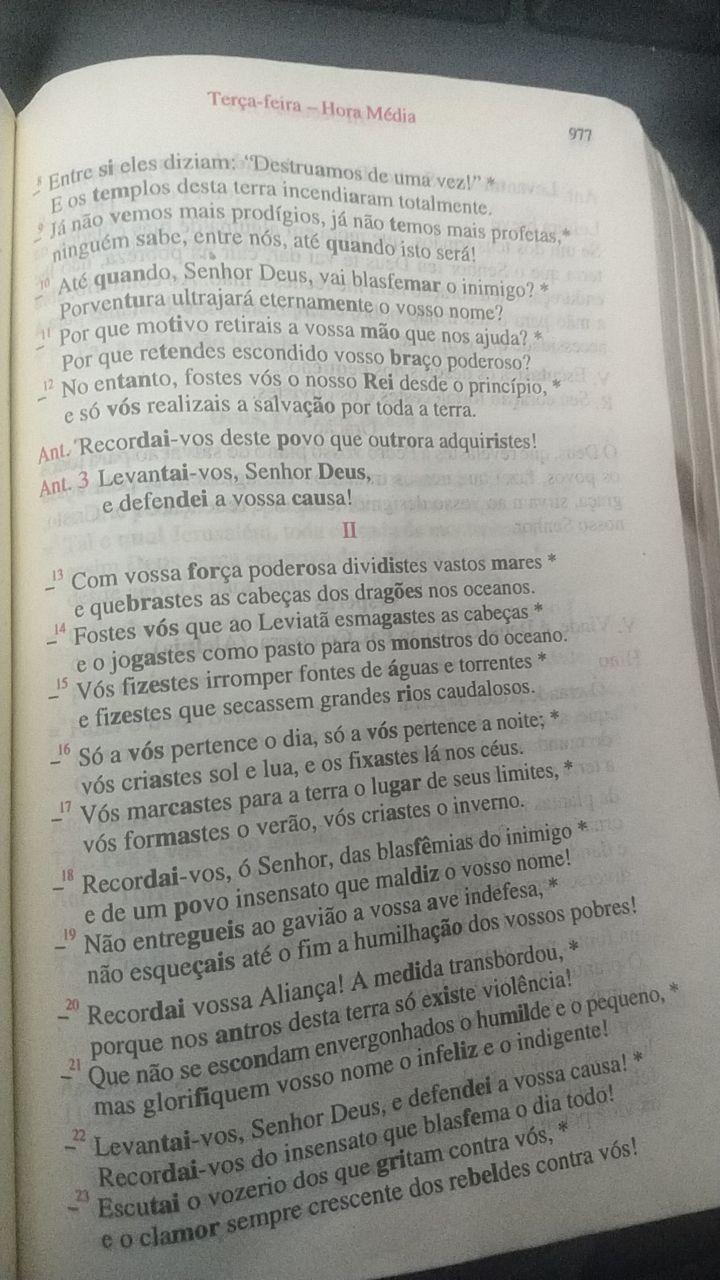 Terça-feira – Hora Média
977
8 Entre si eles diziam: “Destruamos de uma vez!” *
E os templos desta terra incendiaram totalmente.
9 Já não vemos mais prodígios, já não temos mais profetas,*
ninguém sabe, entre nós, até quando isto será!
10 Até quando, Senhor Deus, vai blasfemar o inimigo? *
Porventura ultrajará eternamente o vosso nome?
11 Por que motivo retirais a vossa mão que nos ajuda? *
Por que retendes escondido vosso braço poderoso?
12 No entanto, fostes vós o nosso Rei desde o princípio, *
e só vós realizais a salvação por toda a terra.
Ant. Recordai-vos deste povo que outrora adquiristes!
Ant. 3 Levantai-vos, Senhor Deus,
e defendei a vossa causa!
II
–13 Com vossa força poderosa dividistes vastos mares *
e quebrastes as cabeças dos dragões nos oceanos.
–14 Fostes vós que ao Leviatã esmagastes as cabeças *
e o jogastes como pasto para os monstros do oceano.
–15 Vós fizestes irromper fontes de águas e torrentes *
e fizestes que secassem grandes rios caudalosos.
–16 Só a vós pertence o dia, só a vós pertence a noite; *
vós criastes sol e lua, e os fixastes lá nos céus.
–17 Vós marcastes para a terra o lugar de seus limites, *
vós formastes o verão, vós criastes o inverno.
–18 Recordai-vos, ó Senhor, das blasfêmias do inimigo *
e de um povo insensato que maldiz o vosso nome!
–19 Não entregueis ao gavião a vossa ave indefesa, *
não esqueçais até o fim a humilhação dos vossos pobres!
–20 Recordai vossa Aliança! A medida transbordou, *
porque nos antros desta terra só existe violência!
–21 Que não se escondam envergonhados o humilde e o pequeno, *
mas glorifiquem vosso nome o infeliz e o indigente!
–22 Levantai-vos, Senhor Deus, e defendei a vossa causa! *
Recordai-vos do insensato que blasfema o dia todo!
–23 Escutai o vozerio dos que gritam contra vós, *
e o clamor sempre crescente dos rebeldes contra vós!